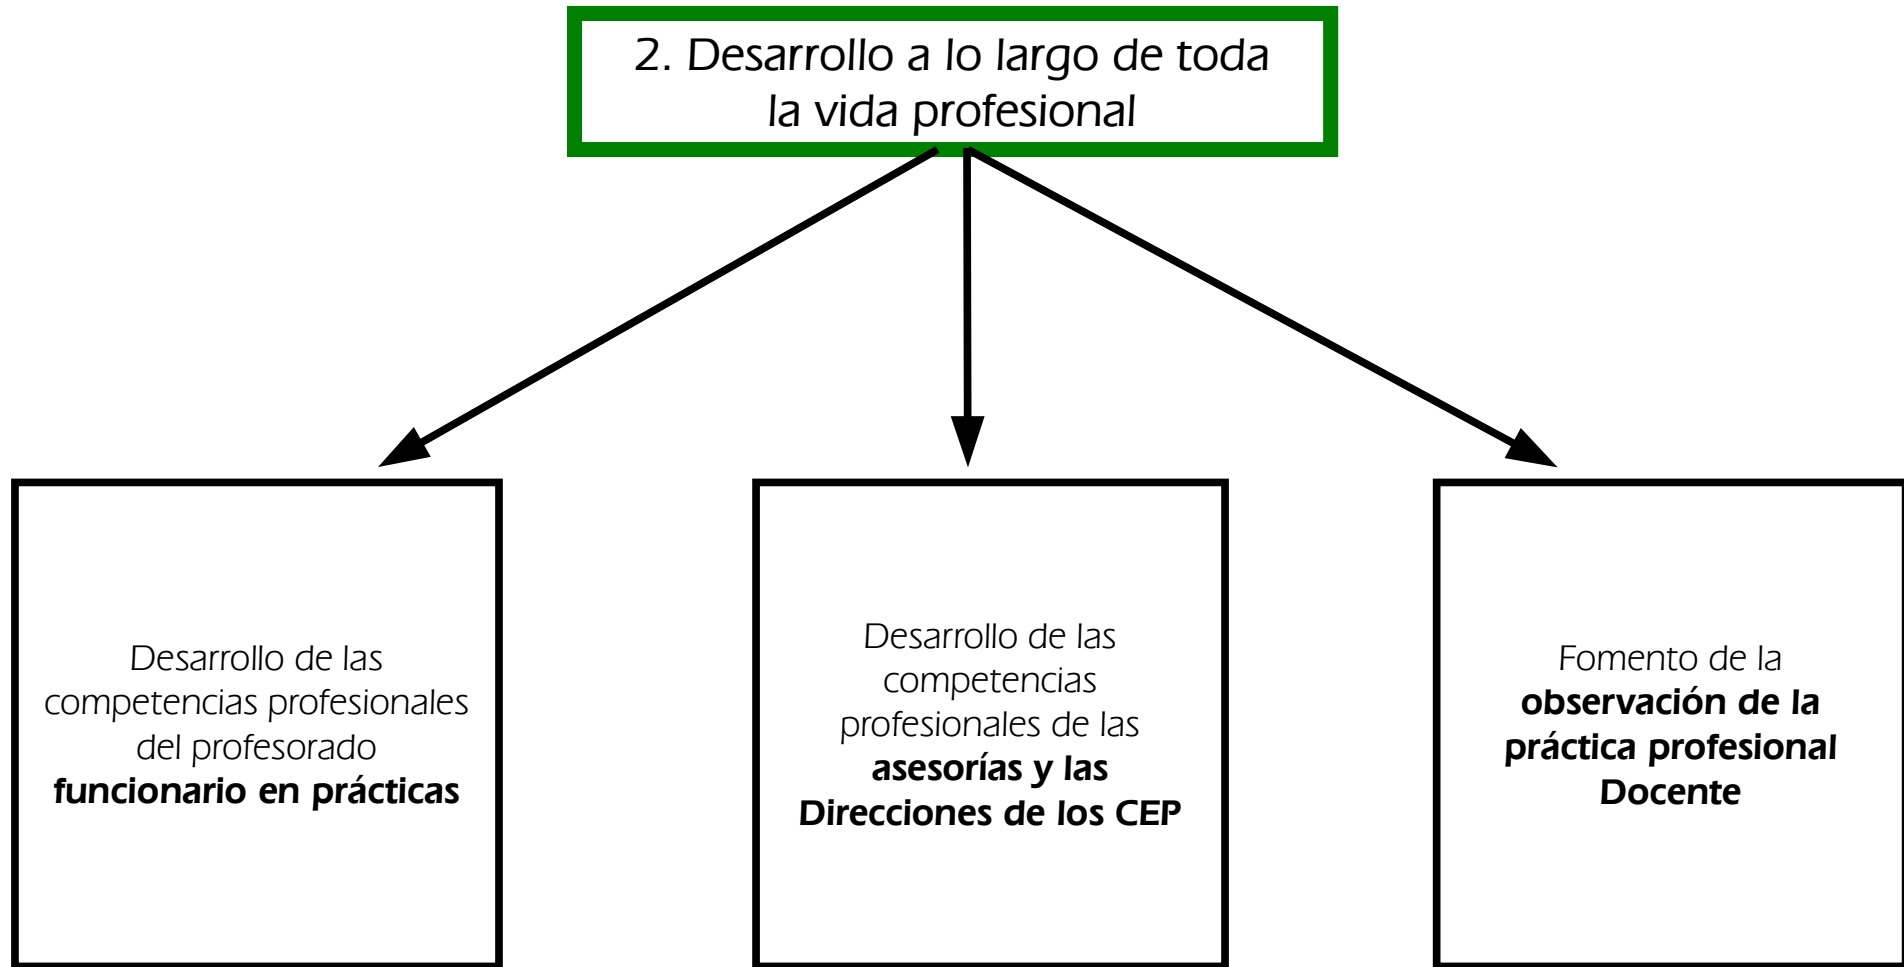 2. Desarrollo a lo largo de toda
la vida profesional
Desarrollo de las
competencias profesionales
del profesorado
funcionario en prácticas
Desarrollo de las
competencias
profesionales de las
asesorías y las
Direcciones de los CEP
Fomento de la
observación de la
práctica profesional
Docente